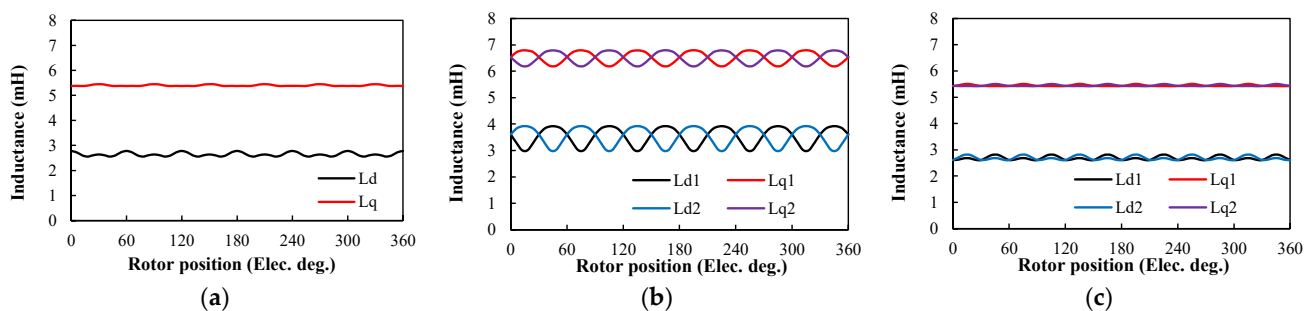 8
7
6
5
4
3
2
1
0
Inductance (mH)
Ld
Lq
0 60 120 180 240 300 360
Rotor position (Elec. deg.)
(a)
8
7
6
5
4
3
2
1
0
Inductance (mH)
Ld1 Lq1
Ld2 Lq2
0 60 120 180 240 300 360
Rotor position (Elec. deg.)
(b)
8
7
6
5
4
3
2
1
0
Inductance (mH)
Ld1 Lq1
Ld2 Lq2
0 60 120 180 240 300 360
Rotor position (Elec. deg.)
(c)